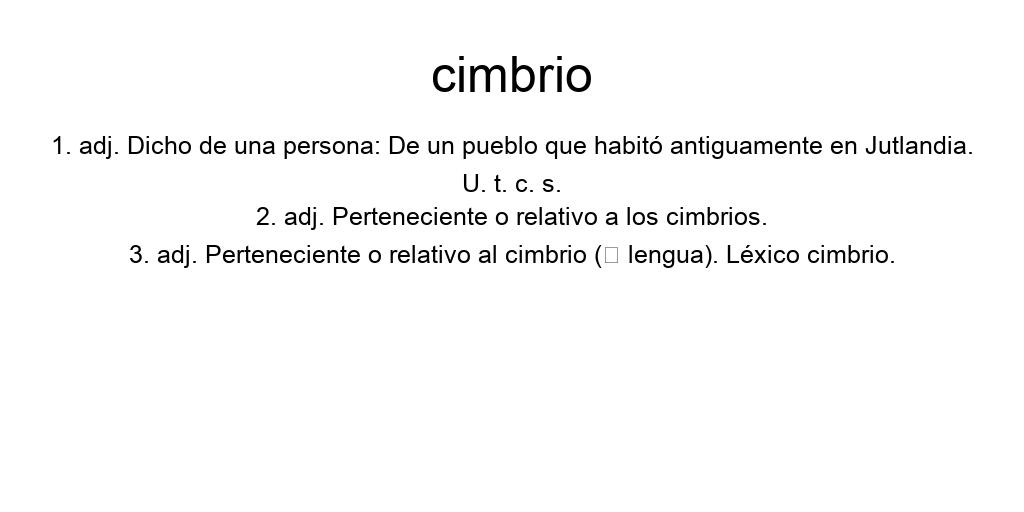 cimbrio
1. adj. Dicho de una persona: De un pueblo que habitó antiguamente en Jutlandia.
U. t. c. s.
2. adj. Perteneciente o relativo a los cimbrios.
3. adj. Perteneciente o relativo al cimbrio (□ lengua). Léxico cimbrio.